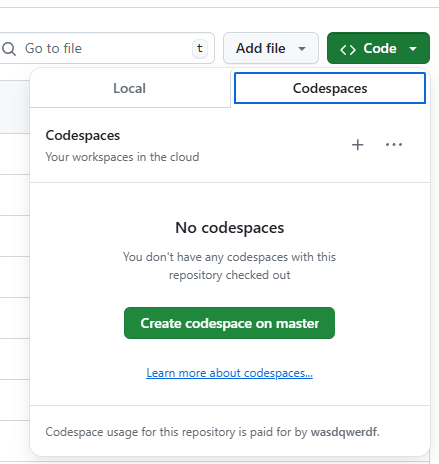 Go to file
t
Add file
Code
Local
Codespaces
Codespaces
Your workspaces in the cloud
No codespaces
You don't have any codespaces with this
repository checked out
Create codespace on master
Learn more about codespaces...
Codespace usage for this repository is paid for by wasdqwerdf.